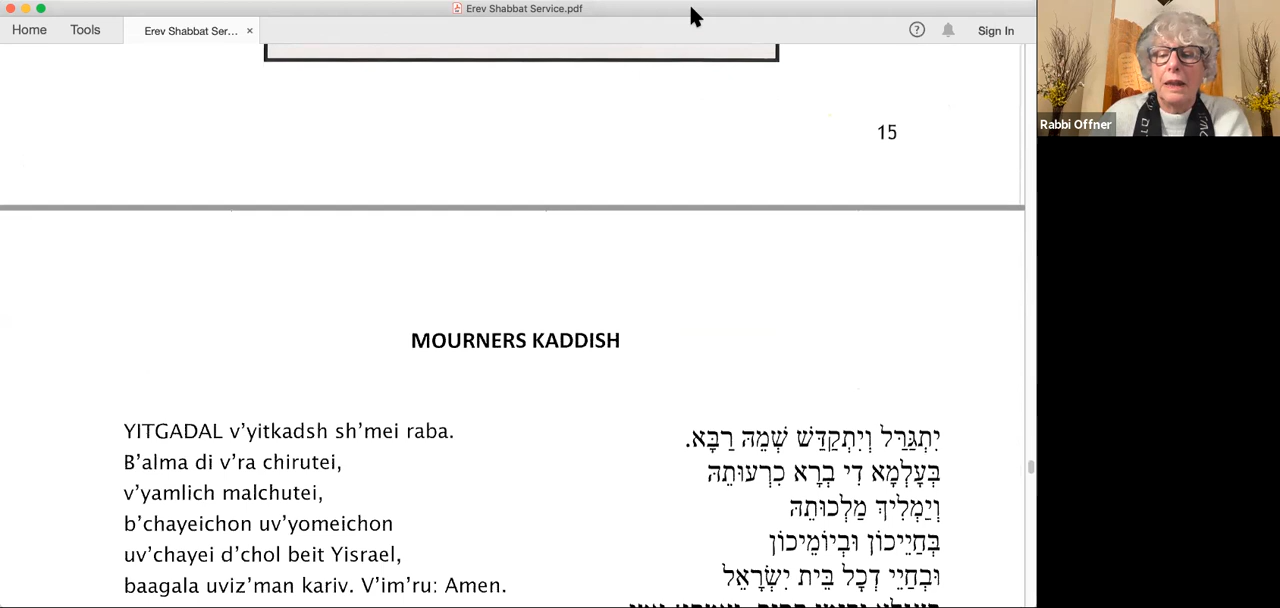 Erev Shabbat Service.pdf
Home
Tools
Erev Shabbat Ser...
Sign In
Rabbi Offner
15
MOURNERS KADDISH
YITGADAL v'yitkadsh sh'mei raba.
B'alma di v'ra chirutei,
v'yamlich malchutei,
b'chayeichon uv'yomeichon
uv'chayei d'chol beit Yisrael,
baagala uviz'man kariv. V'im'ru: Amen.
יִתְגַּדַּל וְיִתְקַדַּשׁ שְׁמֵהּ רַבָּא.
בְּעָלְמָא דִי בְרָא כִרְעוּתֵהּ
וְיַמְלִיךְ מַלְכוּתֵהּ
בְּחַיֵּיכוֹן וּבְיוֹמֵיכוֹן
וּבְחַיֵּי דְכָל בֵּית יִשְׂרָאֵל